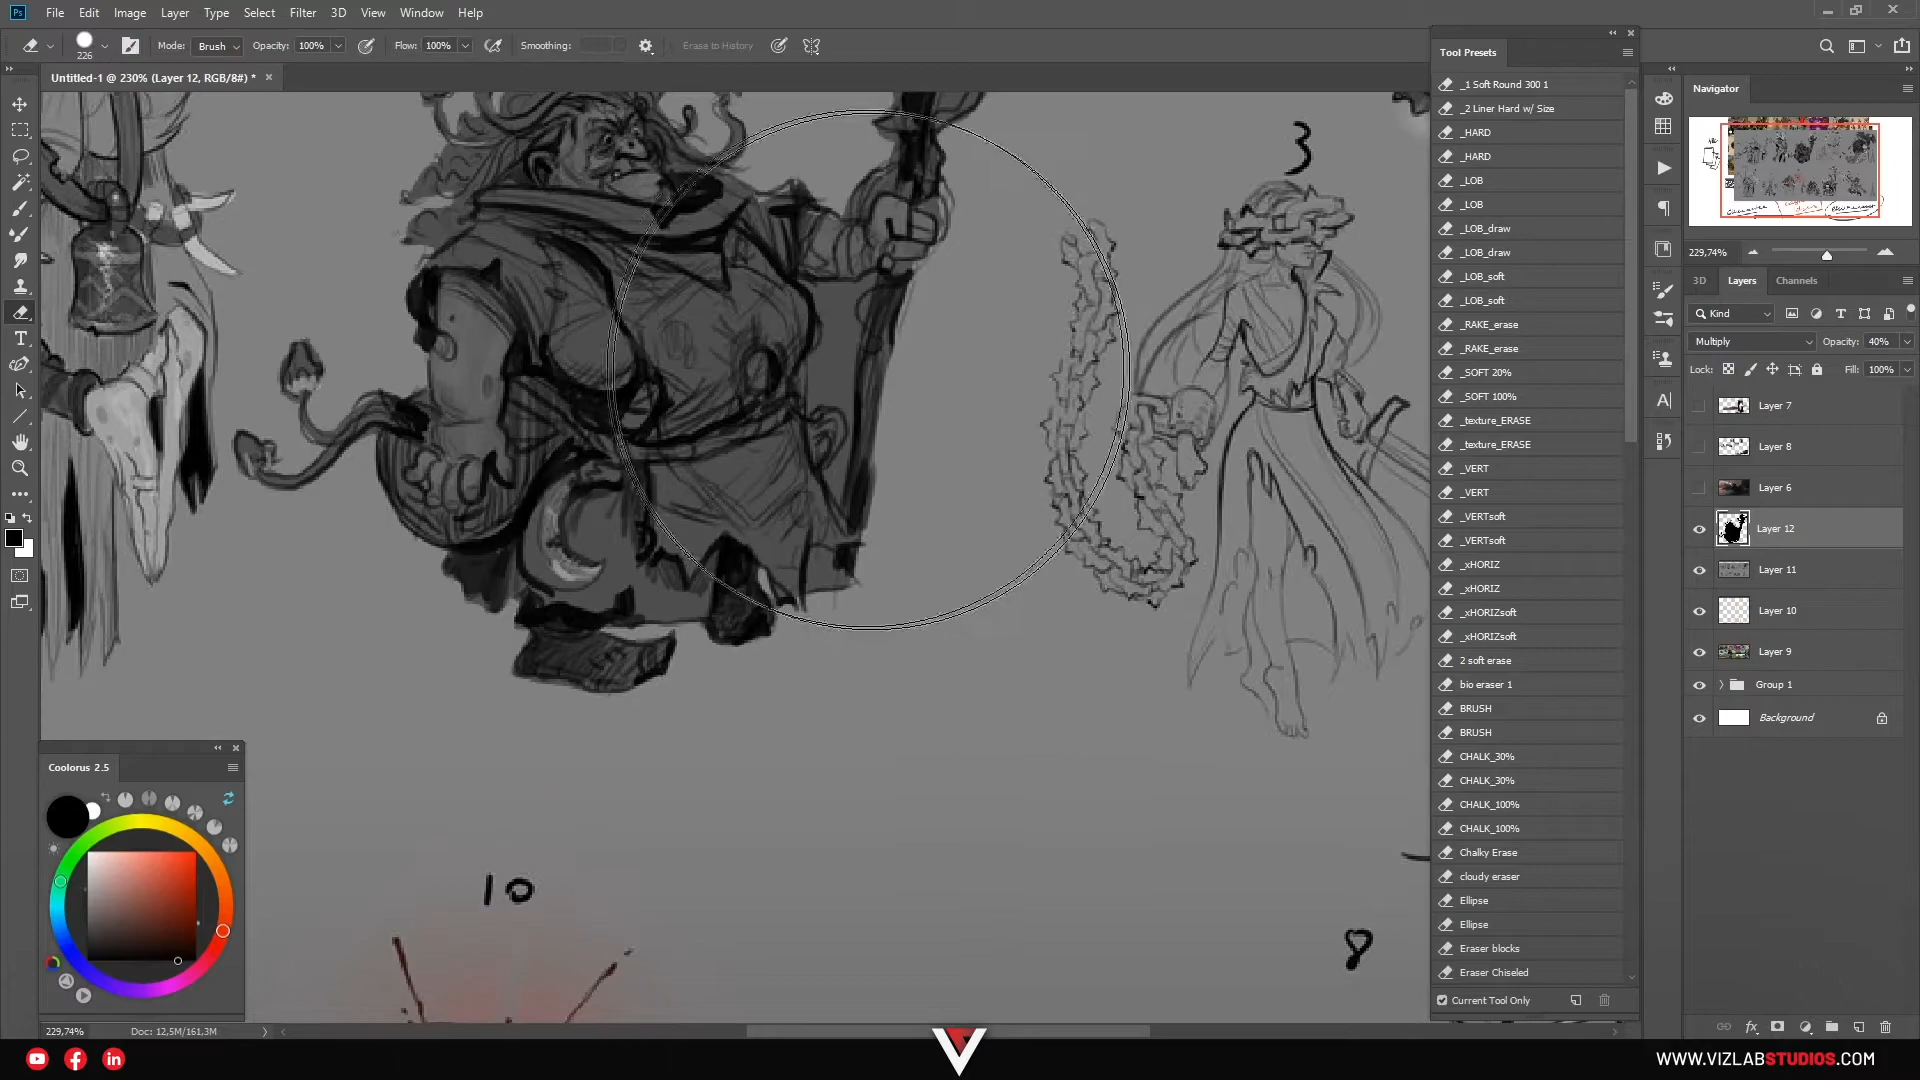 Ps File Edit Image Layer Type Select Filter 3D View Window Help
226 Mode: Brush Opacity: 100% Flow: 100% Smoothing: Erase to History
Untitled-1 @ 230% (Layer 12, RGB/8#) *
3
10
8
Coolorus 2.5
229,74% Doc: 12,5M/161,3M
Tool Presets
_1 Soft Round 300 1
_2 Liner Hard w/ Size
_HARD
_HARD
_LOB
_LOB
_LOB_draw
_LOB_draw
_LOB_soft
_LOB_soft
_RAKE_erase
_RAKE_erase
_SOFT 20%
_SOFT 100%
_texture_ERASE
_texture_ERASE
_VERT
_VERT
_VERTsoft
_VERTsoft
_xHORIZ
_xHORIZ
_xHORIZsoft
_xHORIZsoft
2 soft erase
bio eraser 1
BRUSH
BRUSH
CHALK_30%
CHALK_30%
CHALK_100%
CHALK_100%
Chalky Erase
cloudy eraser
Ellipse
Ellipse
Eraser blocks
Eraser Chiseled
Current Tool Only
Navigator
229,74%
3D Layers Channels
Kind
Multiply Opacity: 40%
Lock: Fill: 100%
Layer 7
Layer 8
Layer 6
Layer 12
Layer 11
Layer 10
Layer 9
Group 1
Background
WWW.VIZLABSTUDIOS.COM